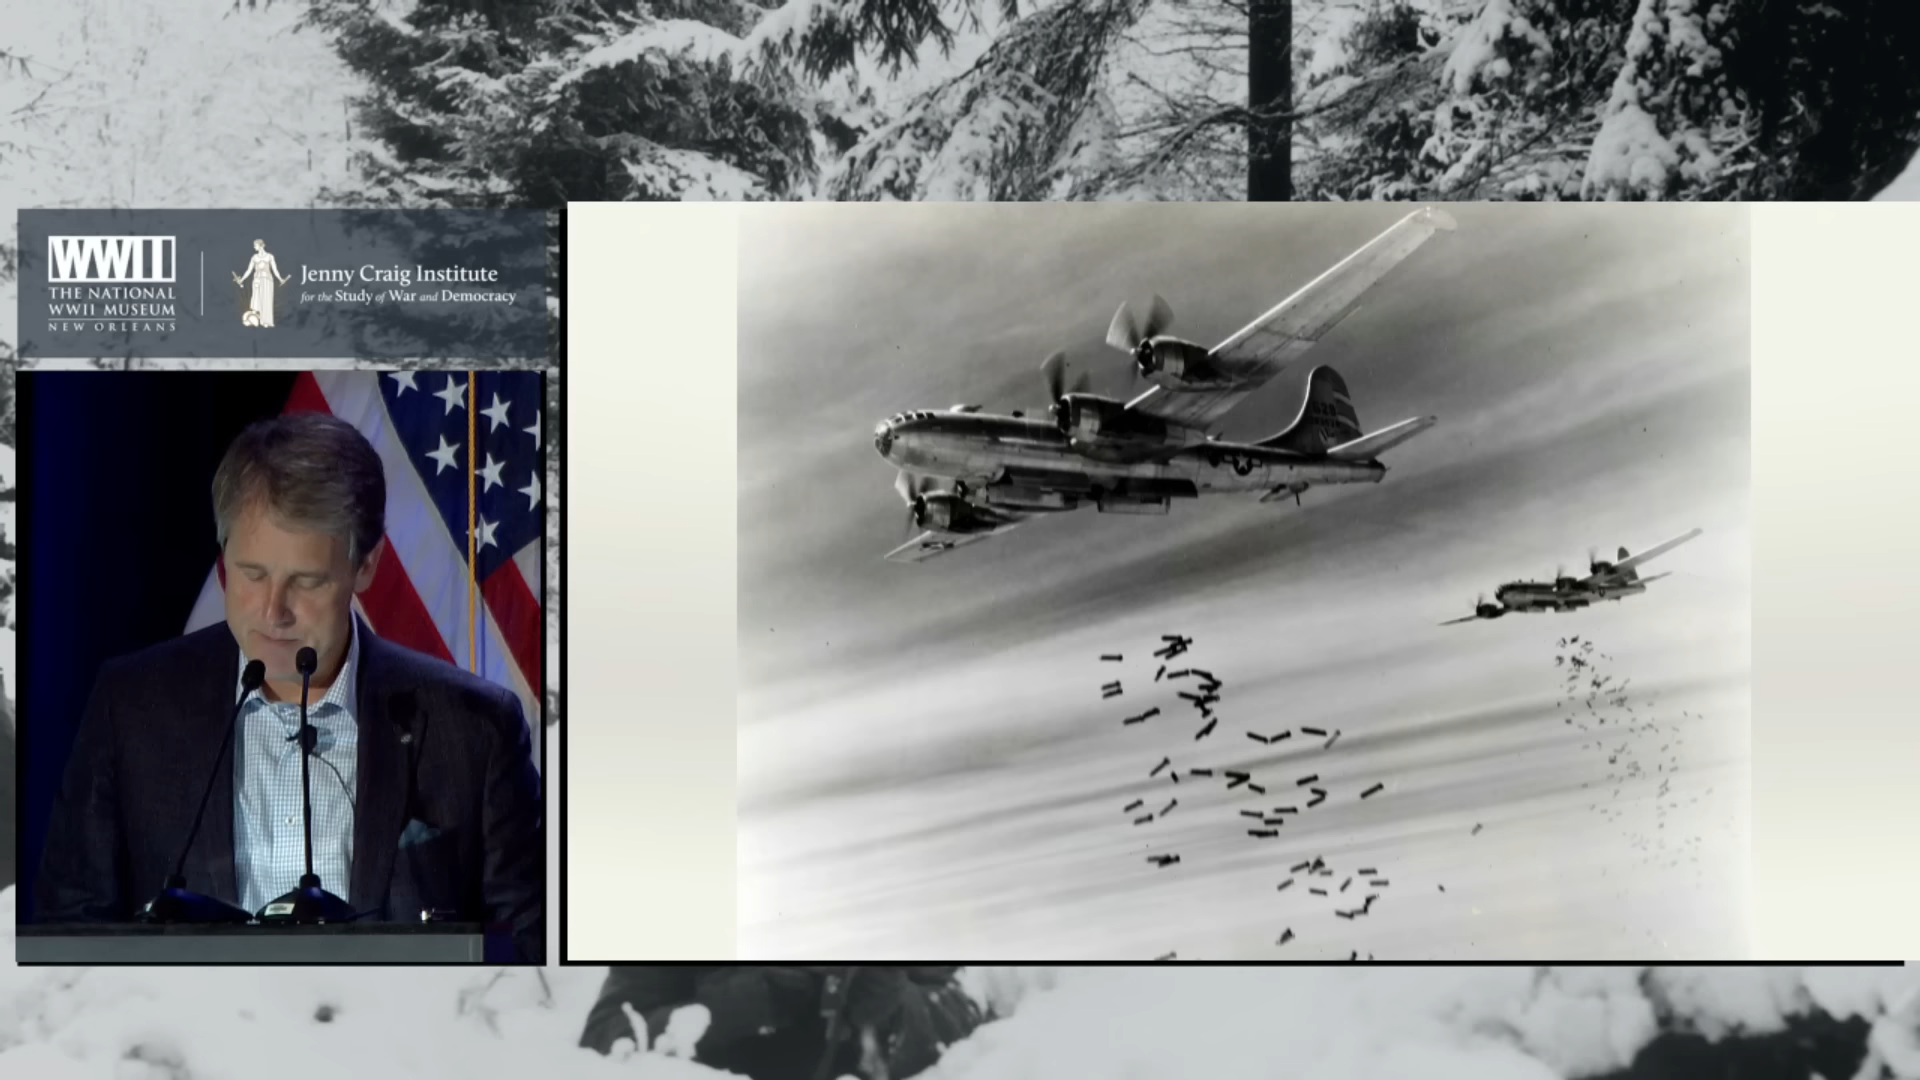 WWII
THE NATIONAL
WWII MUSEUM
NEW ORLEANS
Jenny Craig Institute
for the Study of War and Democracy